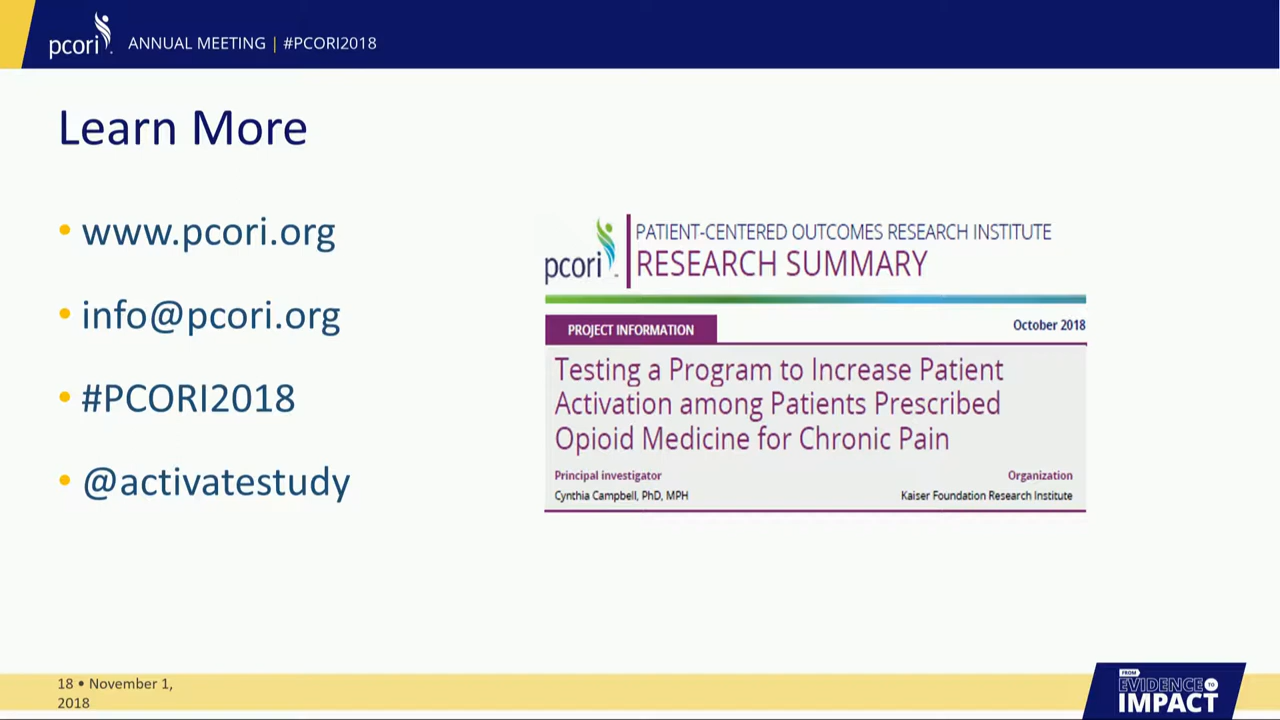 pcori
ANNUAL MEETING | #PCORI2018
Learn More
• www.pcori.org
• info@pcori.org
• #PCORI2018
• @activatestudy
pcori
PATIENT-CENTERED OUTCOMES RESEARCH INSTITUTE
RESEARCH SUMMARY
PROJECT INFORMATION
October 2018
Testing a Program to Increase Patient
Activation among Patients Prescribed
Opioid Medicine for Chronic Pain
Principal investigator
Organization
Cynthia Campbell, PhD, MPH
Kaiser Foundation Research Institute
18 • November 1,
2018
FROM
EVIDENCE TO
IMPACT